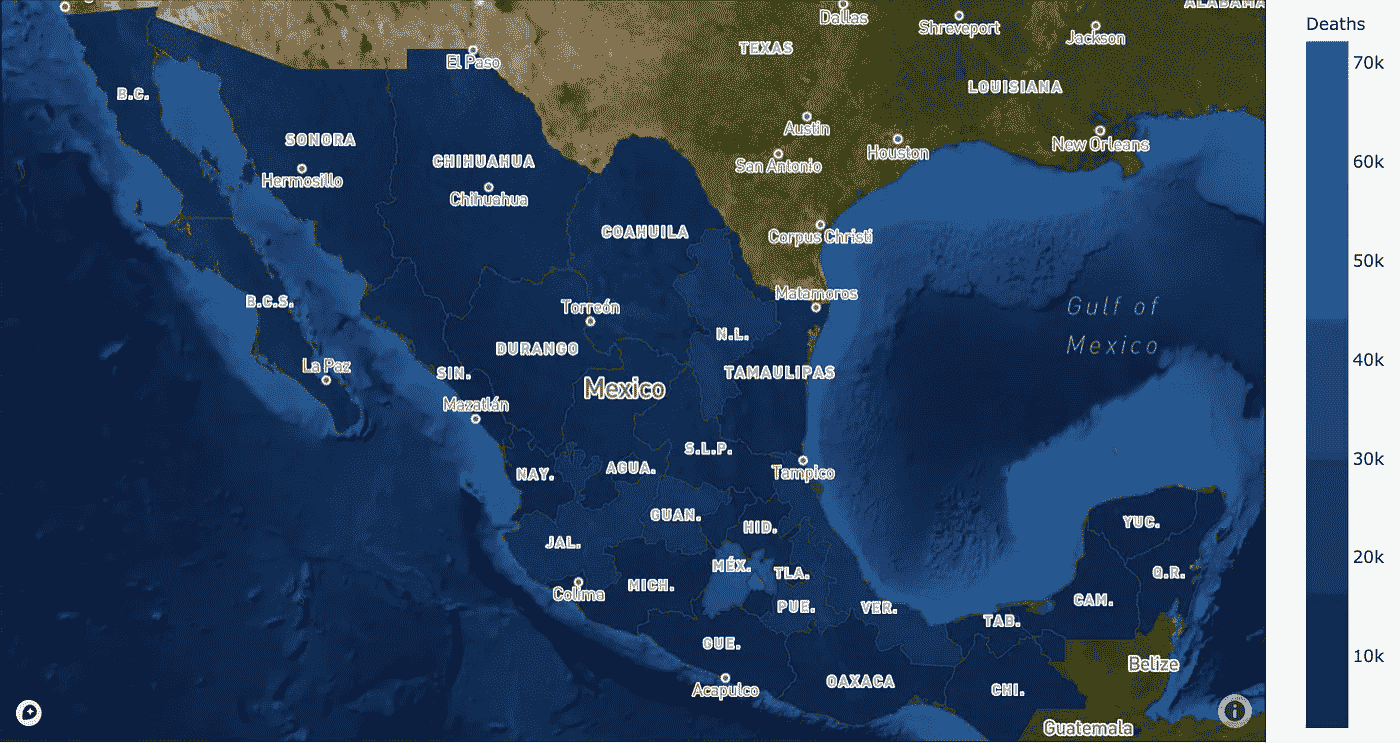 ALABAMA
Deaths
Dallas
Shreveport
Jackson
TEXAS
El Paso
70k
LOUISIANA
B.C.
Austin
SONORA
New Orleans
Houston
CHIHUAHUA
San Antonio
60k
Hermosillo
Chihuahua
COAHUILA
Corpus Christi
50k
Matamoros
B.C.S.
Torreón
Gulf of
Mexico
N.L.
DURANGO
40k
La Paz
SIN.
TAMAULIPAS
Mexico
Mazatlán
S.L.P.
30k
AGUA.
NAY.
Tampico
GUAN.
YUC.
HID.
JAL.
20k
MÉX.
TLA.
Q.R.
MICH.
Colima
CAM.
PUE.
VER.
TAB.
GUE.
10k
Belize
OAXACA
Acapulco
CHI.
Guatemala